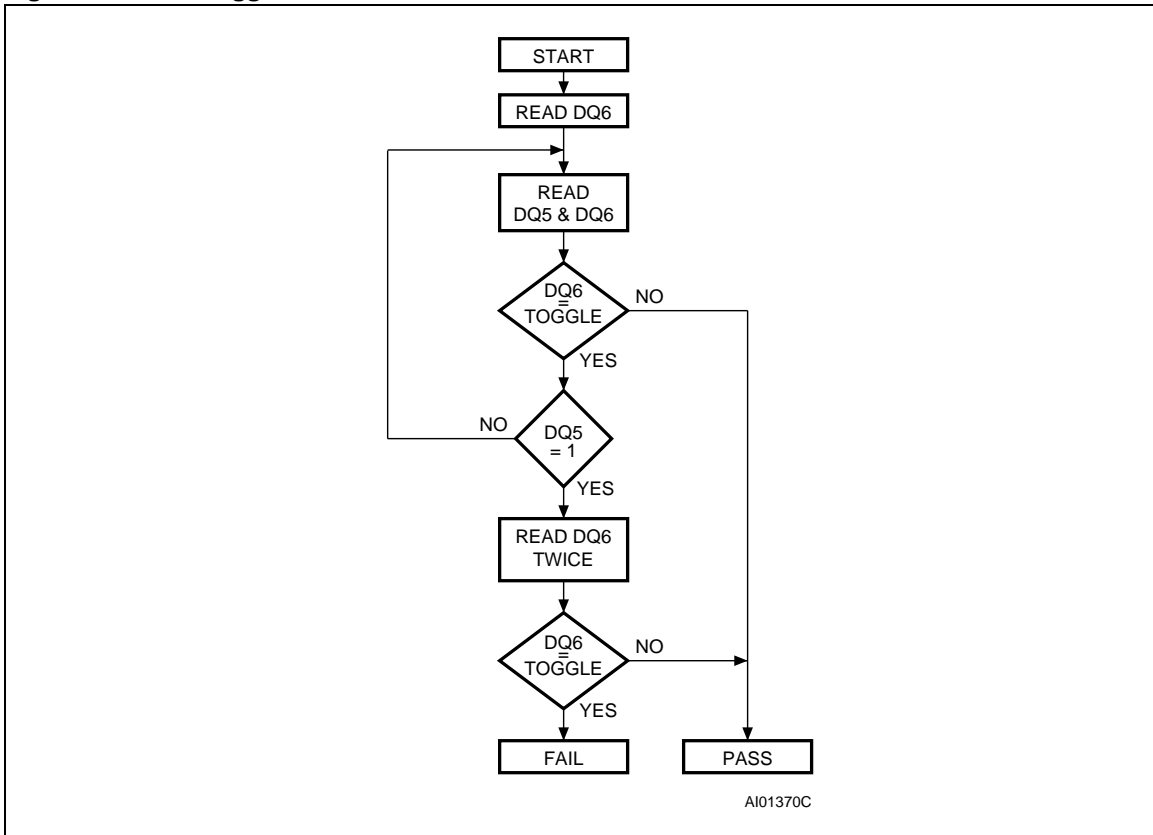 START
READ DQ6
READ
DQ5 & DQ6
DQ6
=
TOGGLE
NO
YES
NO
DQ5
= 1
YES
READ DQ6
TWICE
DQ6
=
TOGGLE
NO
YES
FAIL
PASS
AI01370C